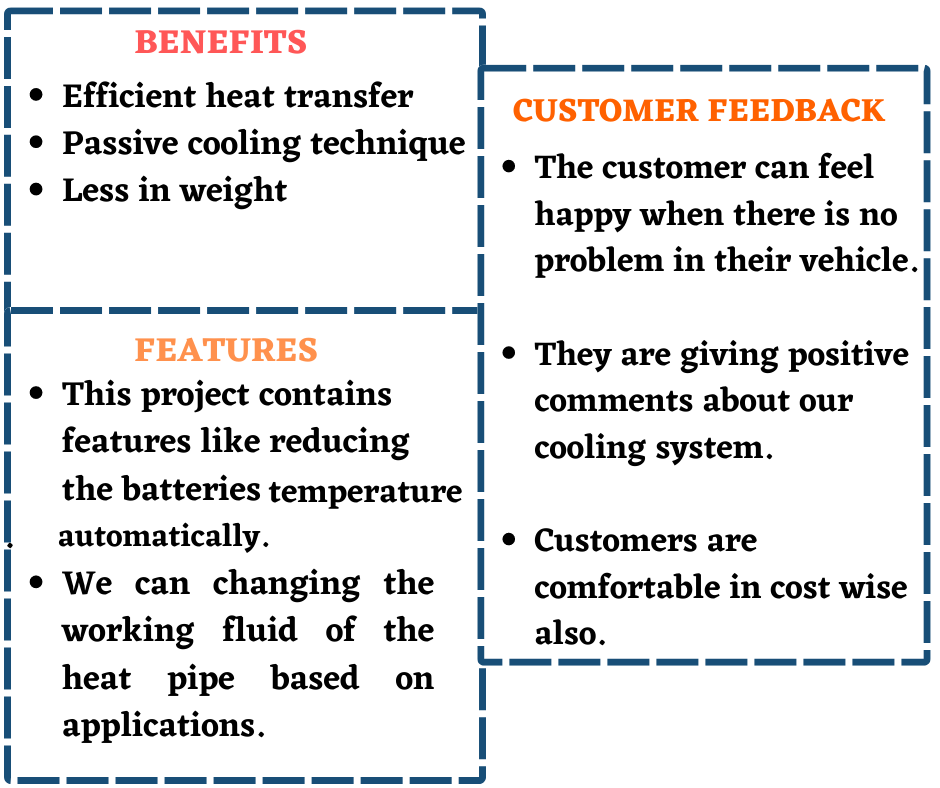 BENEFITS
• Efficient heat transfer
• Passive cooling technique
• Less in weight
FEATURES
• This project contains
features like reducing
the batteries temperature
. automatically.
• We can changing the
working fluid of the
heat pipe based on
applications.
CUSTOMER FEEDBACK
• The customer can feel
happy when there is no
problem in their vehicle.
• They are giving positive
comments about our
cooling system.
• Customers are
comfortable in cost wise
also.